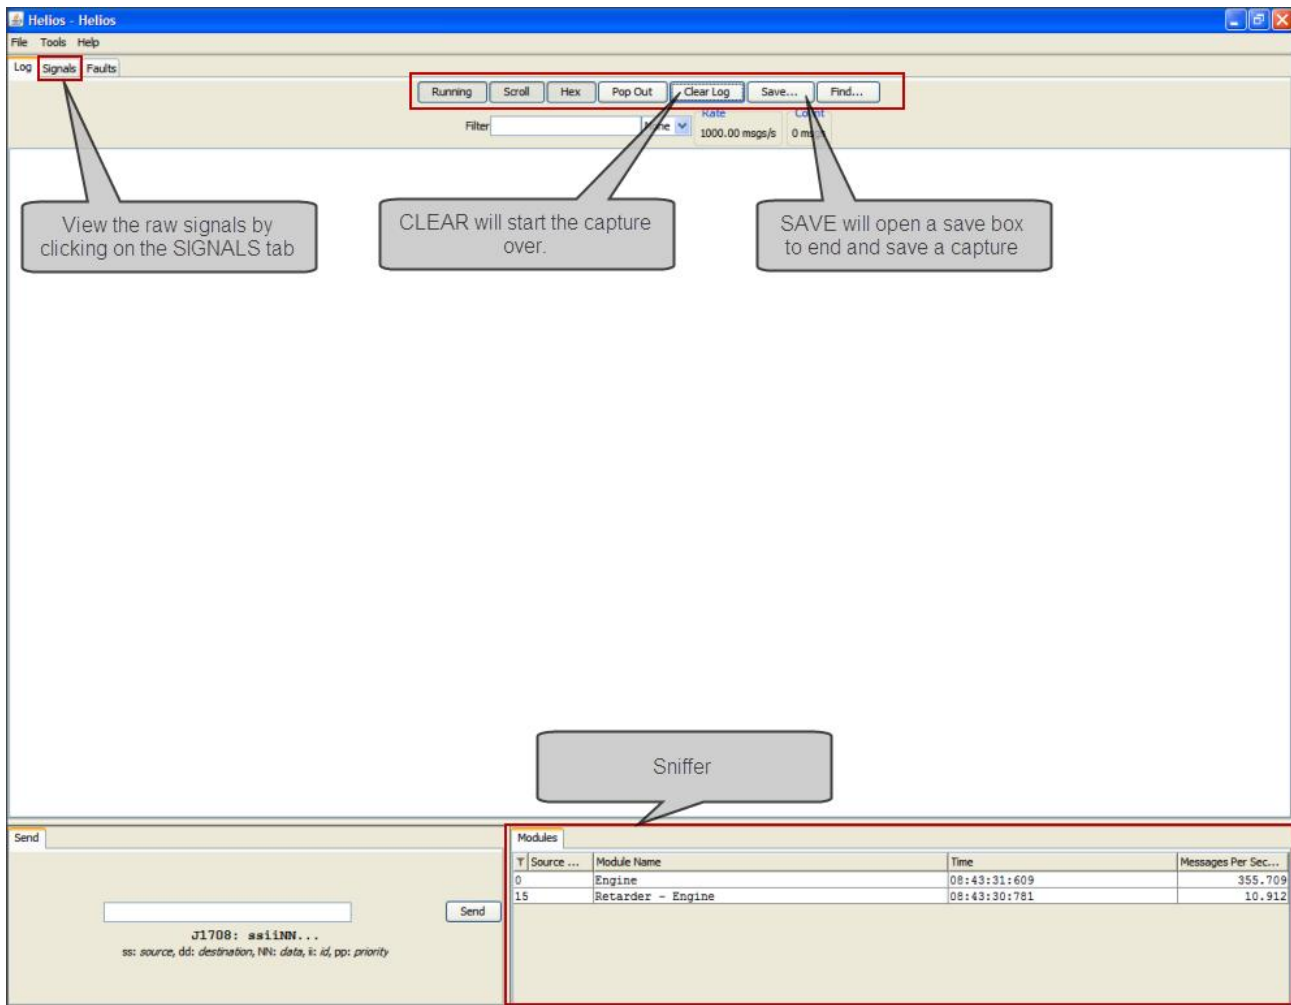 Helios - Helios
File Tools Help
Log Signals Faults
Running Scroll Hex Pop Out Clear Log Save... Find...
Filter None Rate Count
1000.00 msgs/s 0 msgs
View the raw signals by
clicking on the SIGNALS tab
CLEAR will start the capture
over.
SAVE will open a save box
to end and save a capture
Sniffer
Send
Send
J1708: ssiiNN...
ss: source, dd: destination, NN: data, ii: id, pp: priority
Modules
T Source ... Module Name Time Messages Per Sec...
0 Engine 08:43:31:609 355.709
15 Retarder - Engine 08:43:30:781 10.912